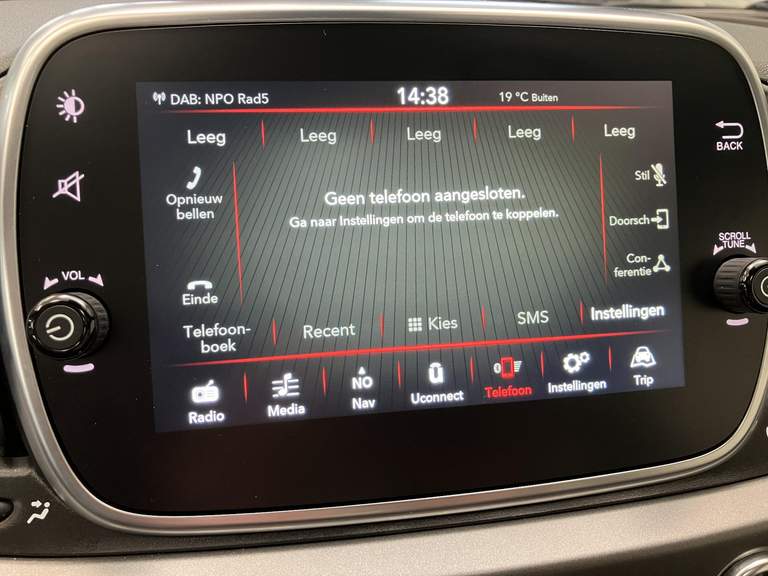 DAB: NPO Rad5 14:38 19 °C Buiten
Leeg Leeg Leeg Leeg Leeg
BACK
Opnieuw
bellen
Geen telefoon aangesloten.
Ga naar Instellingen om de telefoon te koppelen.
Stil
Doorsch
Con-
ferentie
VOL
SCROLL
TUNE
Einde
Telefoon-
boek
Recent
Kies
SMS
Instellingen
NO
Radio Media Nav Uconnect Telefoon Instellingen Trip